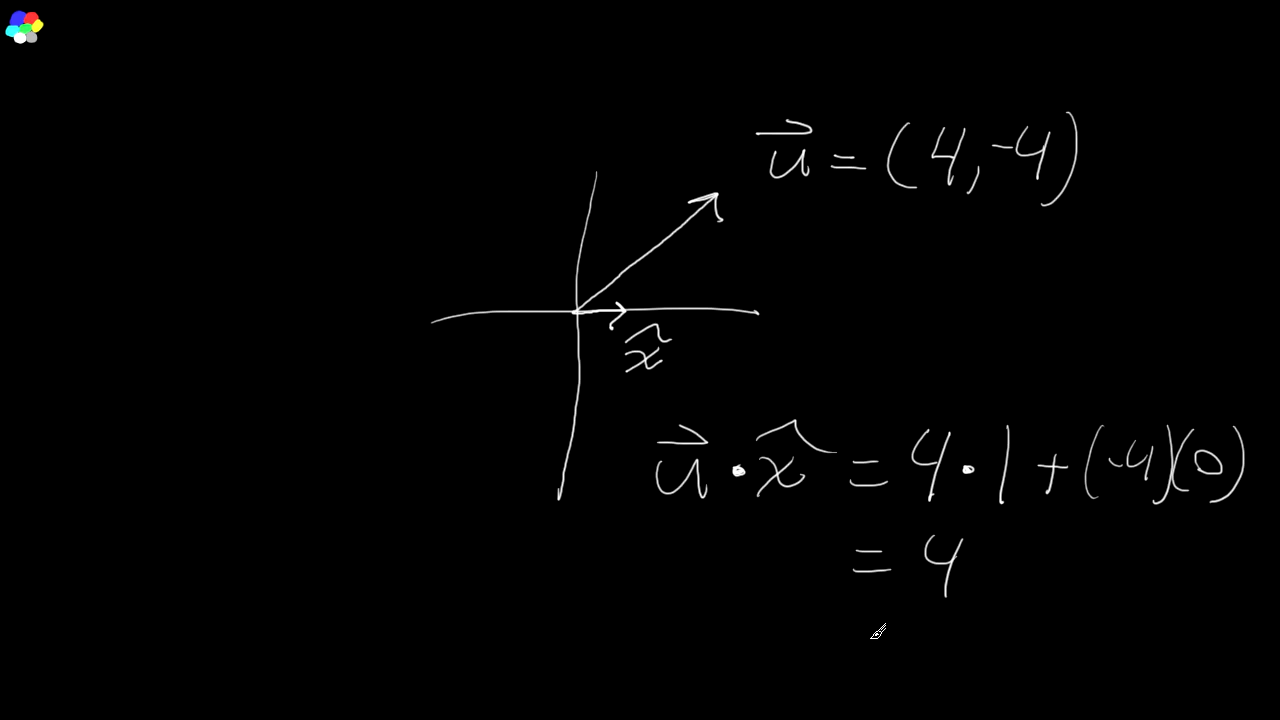 u⃗ = (4,-4)
x̂
u⃗ • x̂ = 4 • 1 + (-4)(0)
= 4